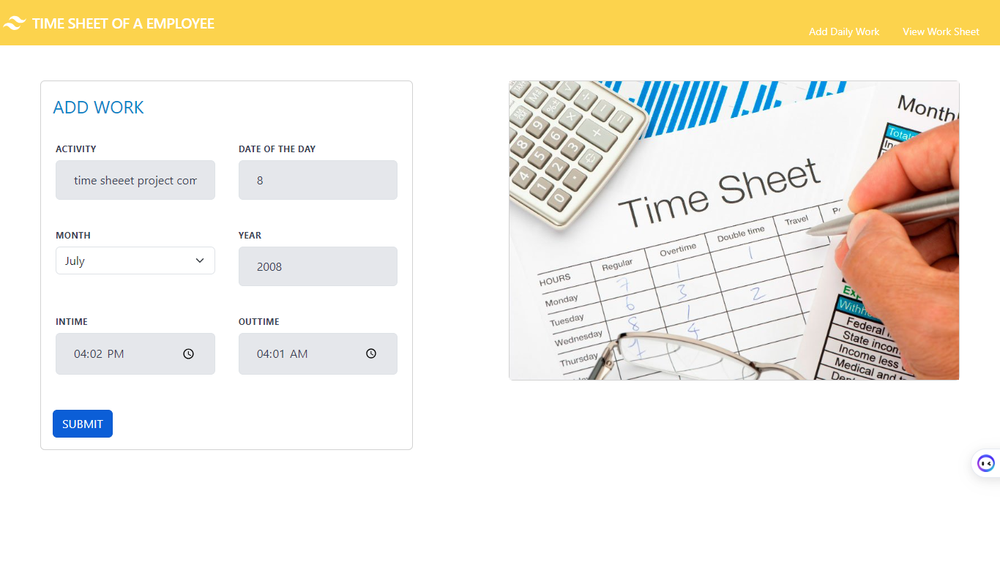 TIME SHEET OF A EMPLOYEE
Add Daily Work
View Work Sheet
ADD WORK
ACTIVITY
DATE OF THE DAY
time sheeet project com
8
MONTH
YEAR
July
2008
INTIME
OUTTIME
04:02 PM
04:01 AM
SUBMIT
Month
Totals
Time Sheet
HOURS
Regular
Overtime
Double time
Travel
7
1
1
Monday
6
3
2
Tuesday
8
1
Wednesday
4
Thursday
Federal
State incom
Income less
Medical and